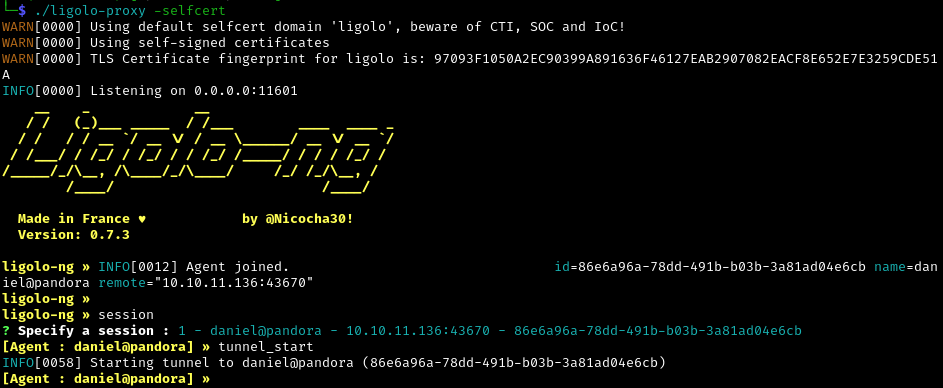 └─$ ./ligolo-proxy -selfcert
WARN[0000] Using default selfcert domain 'ligolo', beware of CTI, SOC and IoC!
WARN[0000] Using self-signed certificates
WARN[0000] TLS Certificate fingerprint for ligolo is: 97093F1050A2EC90399A891636F46127EAB2907082EACF8E652E7E3259CDE51
A
INFO[0000] Listening on 0.0.0.0:11601
Ligolo-ng
Made in France ♥ by @Nicocha30!
Version: 0.7.3
ligolo-ng » INFO[0012] Agent joined. id=86e6a96a-78dd-491b-b03b-3a81ad04e6cb name=dan
iel@pandora remote="10.10.11.136:43670"
ligolo-ng »
ligolo-ng » session
? Specify a session : 1 - daniel@pandora - 10.10.11.136:43670 - 86e6a96a-78dd-491b-b03b-3a81ad04e6cb
[Agent : daniel@pandora] » tunnel_start
INFO[0058] Starting tunnel to daniel@pandora (86e6a96a-78dd-491b-b03b-3a81ad04e6cb)
[Agent : daniel@pandora] »